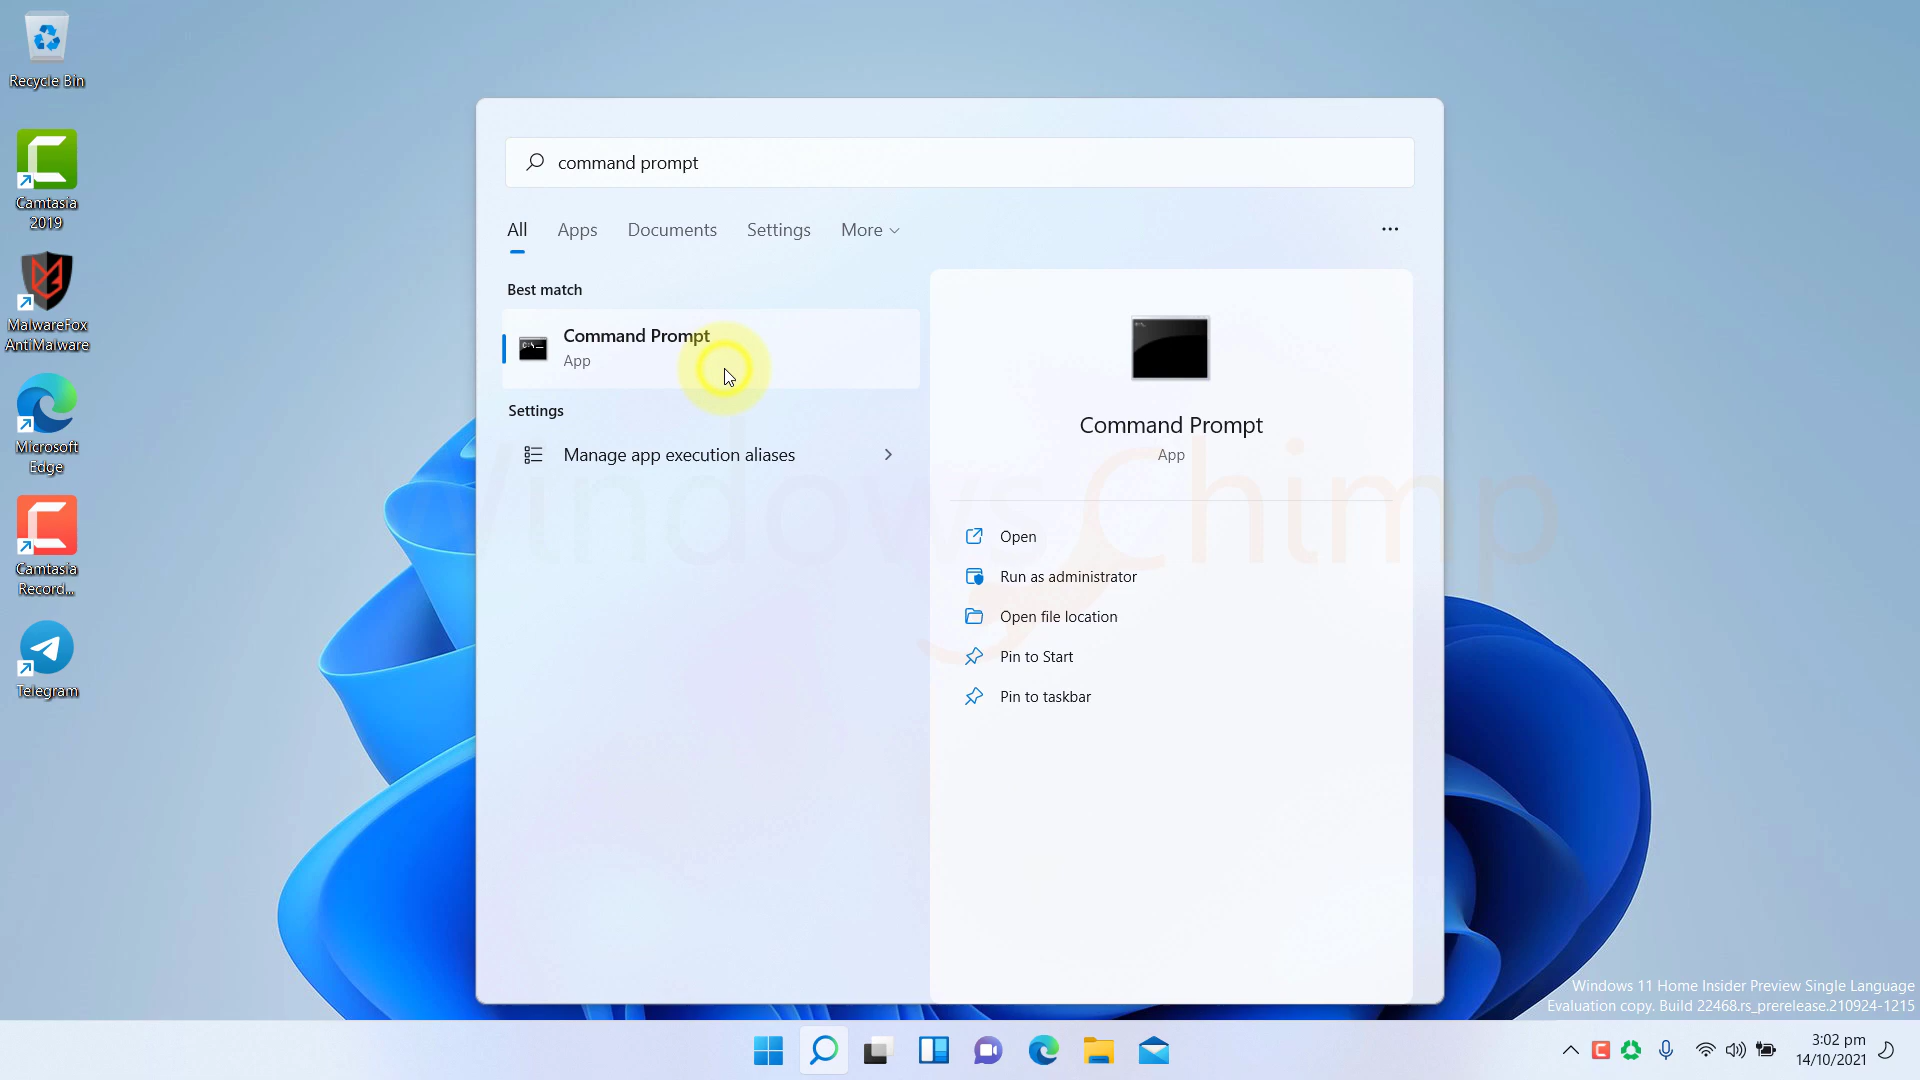 Recycle Bin
Camtasia
2019
MalwareFox
AntiMalware
Microsoft
Edge
Camtasia
Record...
Telegram
command prompt
All Apps Documents Settings More
Best match
Command Prompt
App
Settings
Manage app execution aliases
Command Prompt
App
Open
Run as administrator
Open file location
Pin to Start
Pin to taskbar
WindowsChimp
Windows 11 Home Insider Preview Single Language
Evaluation copy. Build 22468.rs_prerelease.210924-1215
3:02 pm
14/10/2021